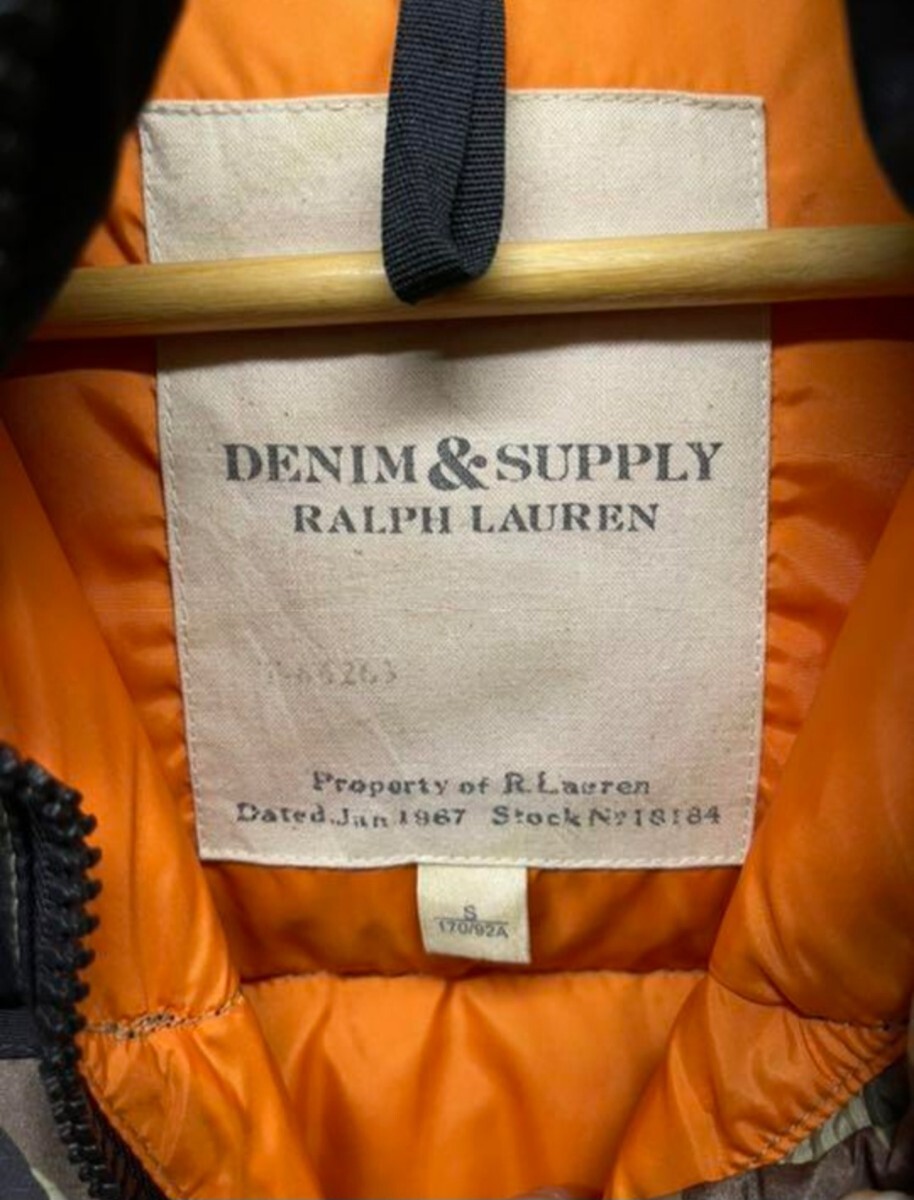 DENIM & SUPPLY
RALPH LAUREN
Property of R. Lauren
Dated Jan 1967 Stock Nº 18184
S
170/92A